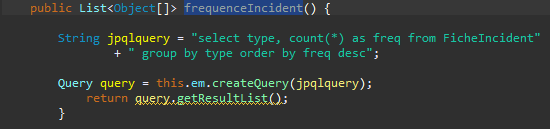 public List<Object[]> frequenceIncident() {
String jpqlquery = "select type, count(*) as freq from FicheIncident"
+ " group by type order by freq desc";
Query query = this.em.createQuery(jpqlquery);
return query.getResultList();
}